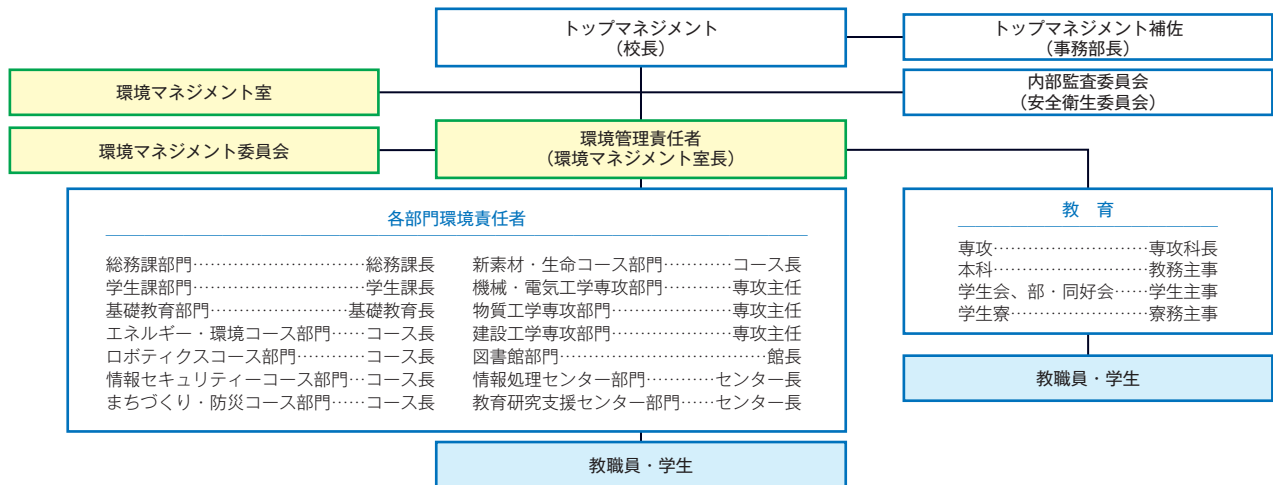 トップマネジメント
（校長）
トップマネジメント補佐
（事務部長）
環境マネジメント室
内部監査委員会
（安全衛生委員会）
環境マネジメント委員会
環境管理責任者
（環境マネジメント室長）
各部門環境責任者
総務課部門…………………………総務課長
学生課部門…………………………学生課長
基礎教育部門……………………基礎教育長
エネルギー・環境コース部門……コース長
ロボティクスコース部門…………コース長
情報セキュリティーコース部門…コース長
まちづくり・防災コース部門……コース長
新素材・生命コース部門…………コース長
機械・電気工学専攻部門…………専攻主任
物質工学専攻部門…………………専攻主任
建設工学専攻部門…………………専攻主任
図書館部門………………………………館長
情報処理センター部門…………センター長
教育研究支援センター部門……センター長
教職員・学生
教　育
専攻………………………専攻科長
本科………………………教務主事
学生会、部・同好会……学生主事
学生寮……………………寮務主事
教職員・学生